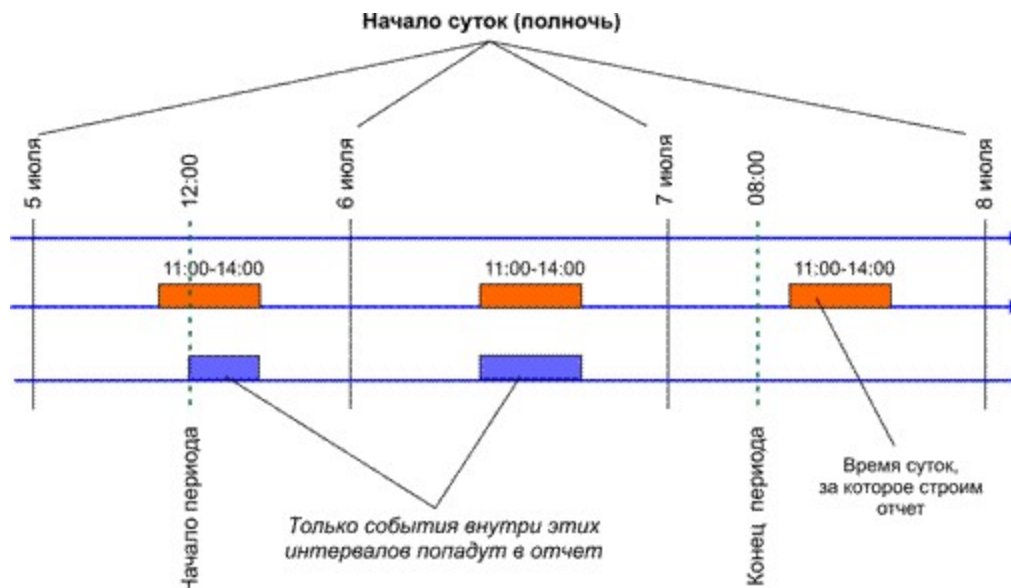 Начало суток (полночь)
5 июля
12:00
6 июля
7 июля
08:00
8 июля
11:00-14:00
11:00-14:00
11:00-14:00
Начало периода
Конец периода
Время суток,
за которое строим
отчет
Только события внутри этих
интервалов попадут в отчет